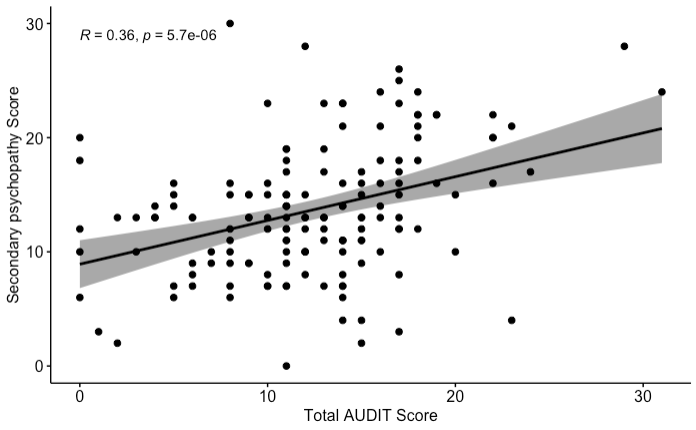 30
R = 0.36, p = 5.7e-06
20
10
0
Secondary psychopathy Score
0 10 20 30
Total AUDIT Score